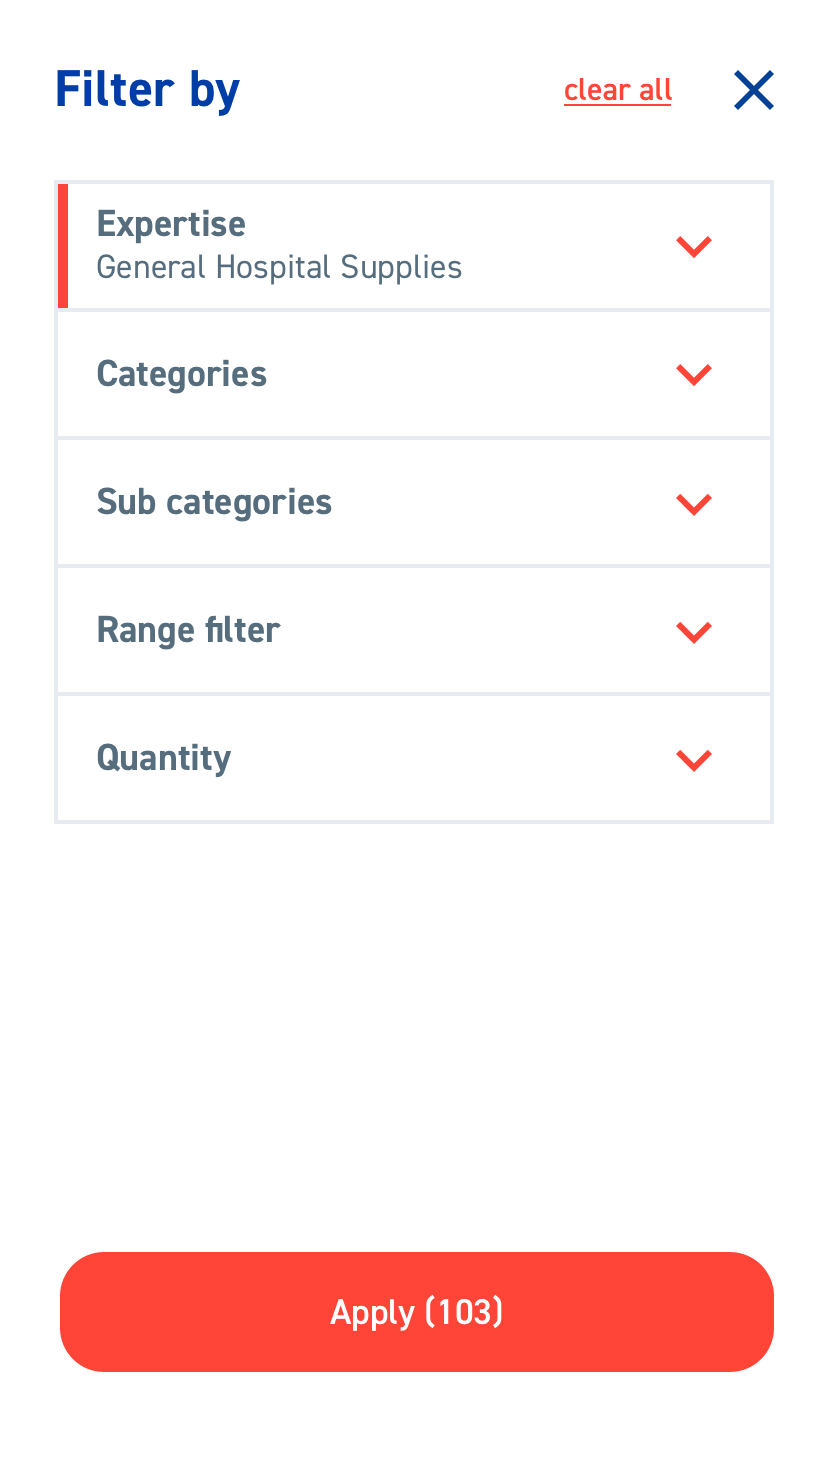 Filter by
clear all
Expertise
General Hospital Supplies
Categories
Sub categories
Range filter
Quantity
Apply (103)